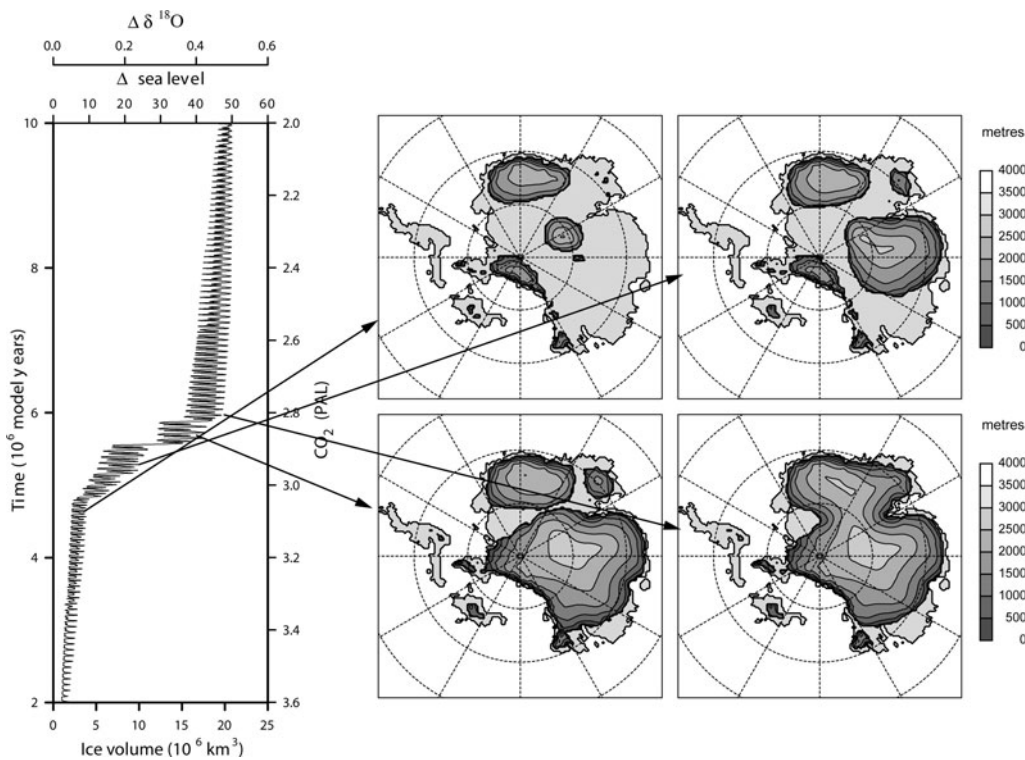 Δ δ ¹⁸O
0.0 0.2 0.4 0.6
Δ sea level
0 10 20 30 40 50 60
10 2.0
2.2
8 2.4
2.6
6 2.8
3.0
4 3.2
3.4
2 3.6
Time (10⁶ model y ears)
CO₂ (PAL)
0 5 10 15 20 25
Ice volume (10⁶ km³)
metres
4000
3500
3000
2500
2000
1500
1000
500
0
metres
4000
3500
3000
2500
2000
1500
1000
500
0